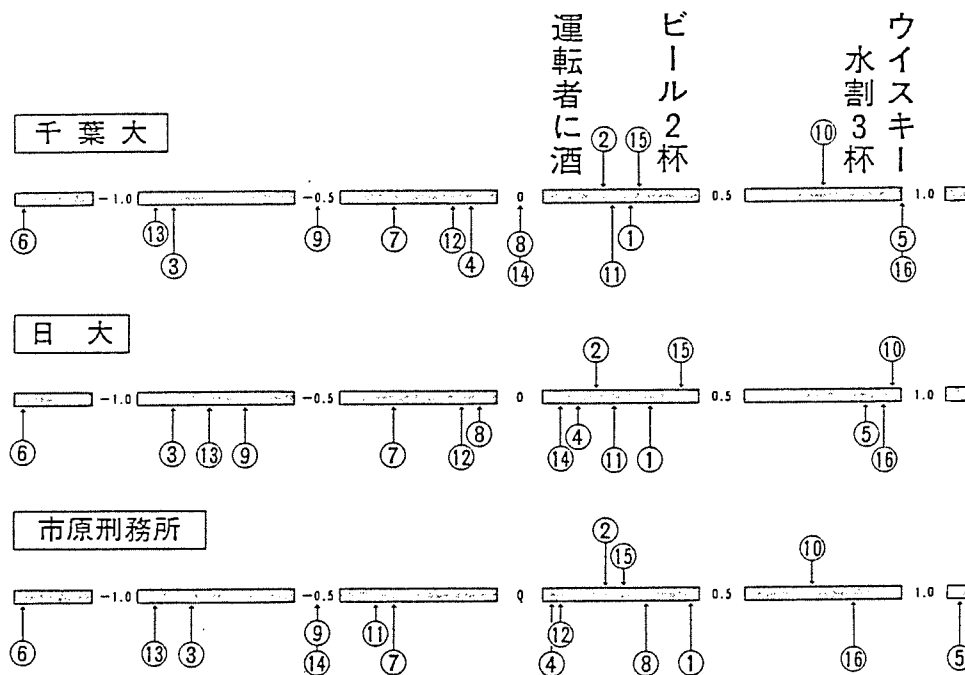 運転者に酒
ビール2杯
ウイスキー
水割3杯
千葉大
② ⑮ ⑩
-1.0 -0.5 0 0.5 1.0
⑥ ⑬ ③ ⑨ ⑦ ⑫ ④ ⑧ ⑭ ⑪ ① ⑤ ⑯
日大
② ⑮ ⑩
-1.0 -0.5 0 0.5 1.0
⑥ ③ ⑬ ⑨ ⑦ ⑫ ⑧ ⑭ ④ ⑪ ① ⑤ ⑯
市原刑務所
② ⑮ ⑩
-1.0 -0.5 0 0.5 1.0
⑥ ⑬ ③ ⑨ ⑭ ⑪ ⑦ ④ ⑫ ⑧ ① ⑯ ⑤